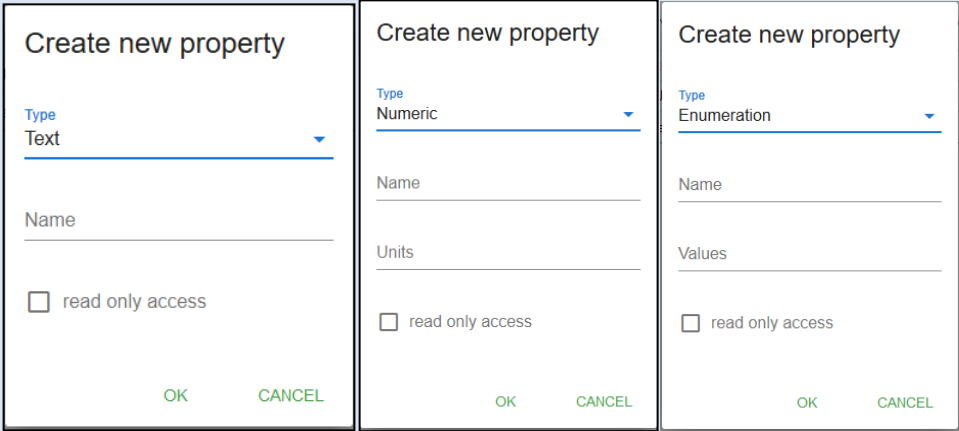 Create new property
Type
Text
Name
read only access
OK CANCEL
Create new property
Type
Numeric
Name
Units
read only access
OK CANCEL
Create new property
Type
Enumeration
Name
Values
read only access
OK CANCEL